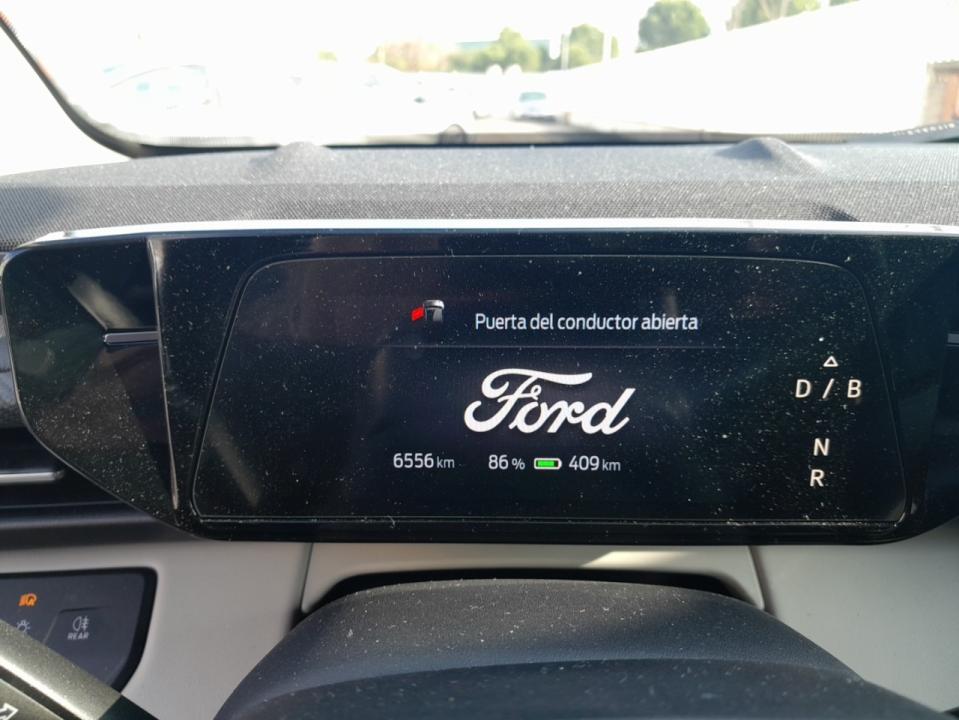 Puerta del conductor abierta
Ford
D / B
6556 km 86 % 409 km
N
R
REAR